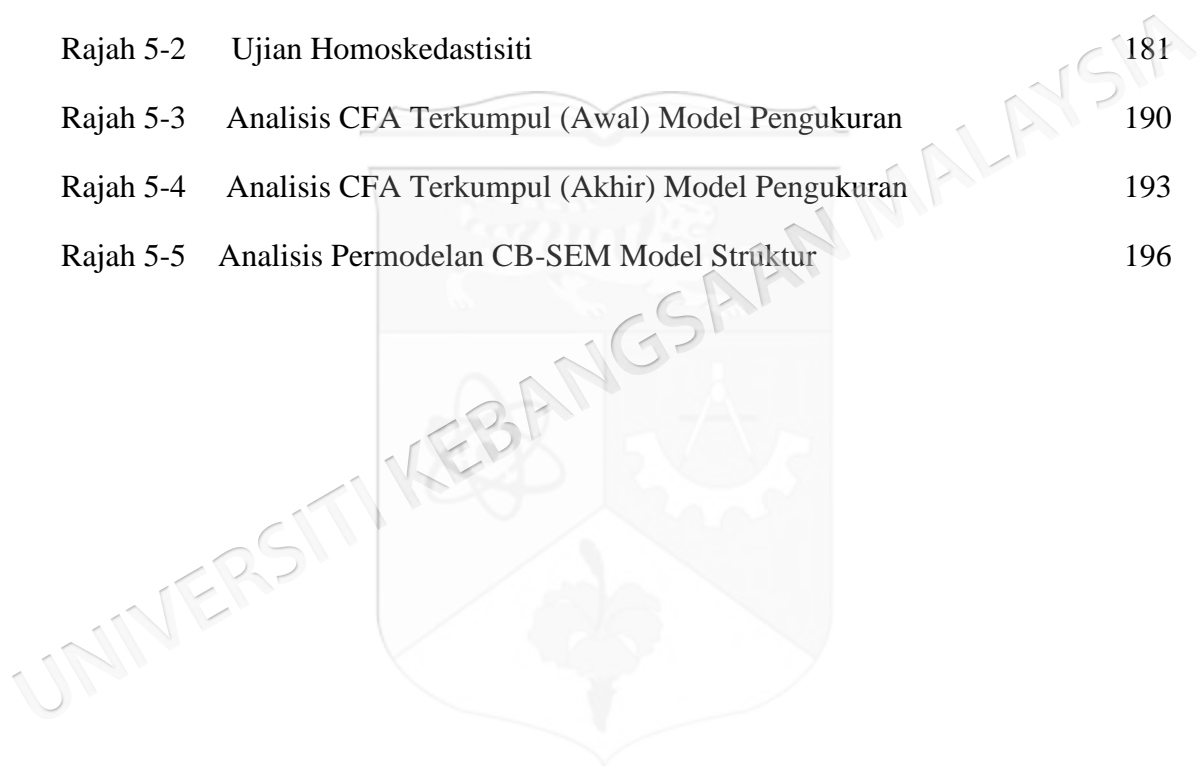 Rajah 5-2 Ujian Homoskedastisiti 181
Rajah 5-3 Analisis CFA Terkumpul (Awal) Model Pengukuran 190
Rajah 5-4 Analisis CFA Terkumpul (Akhir) Model Pengukuran 193
Rajah 5-5 Analisis Permodelan CB-SEM Model Struktur 196
UNIVERSITI KEBANGSAAN MALAYSIA